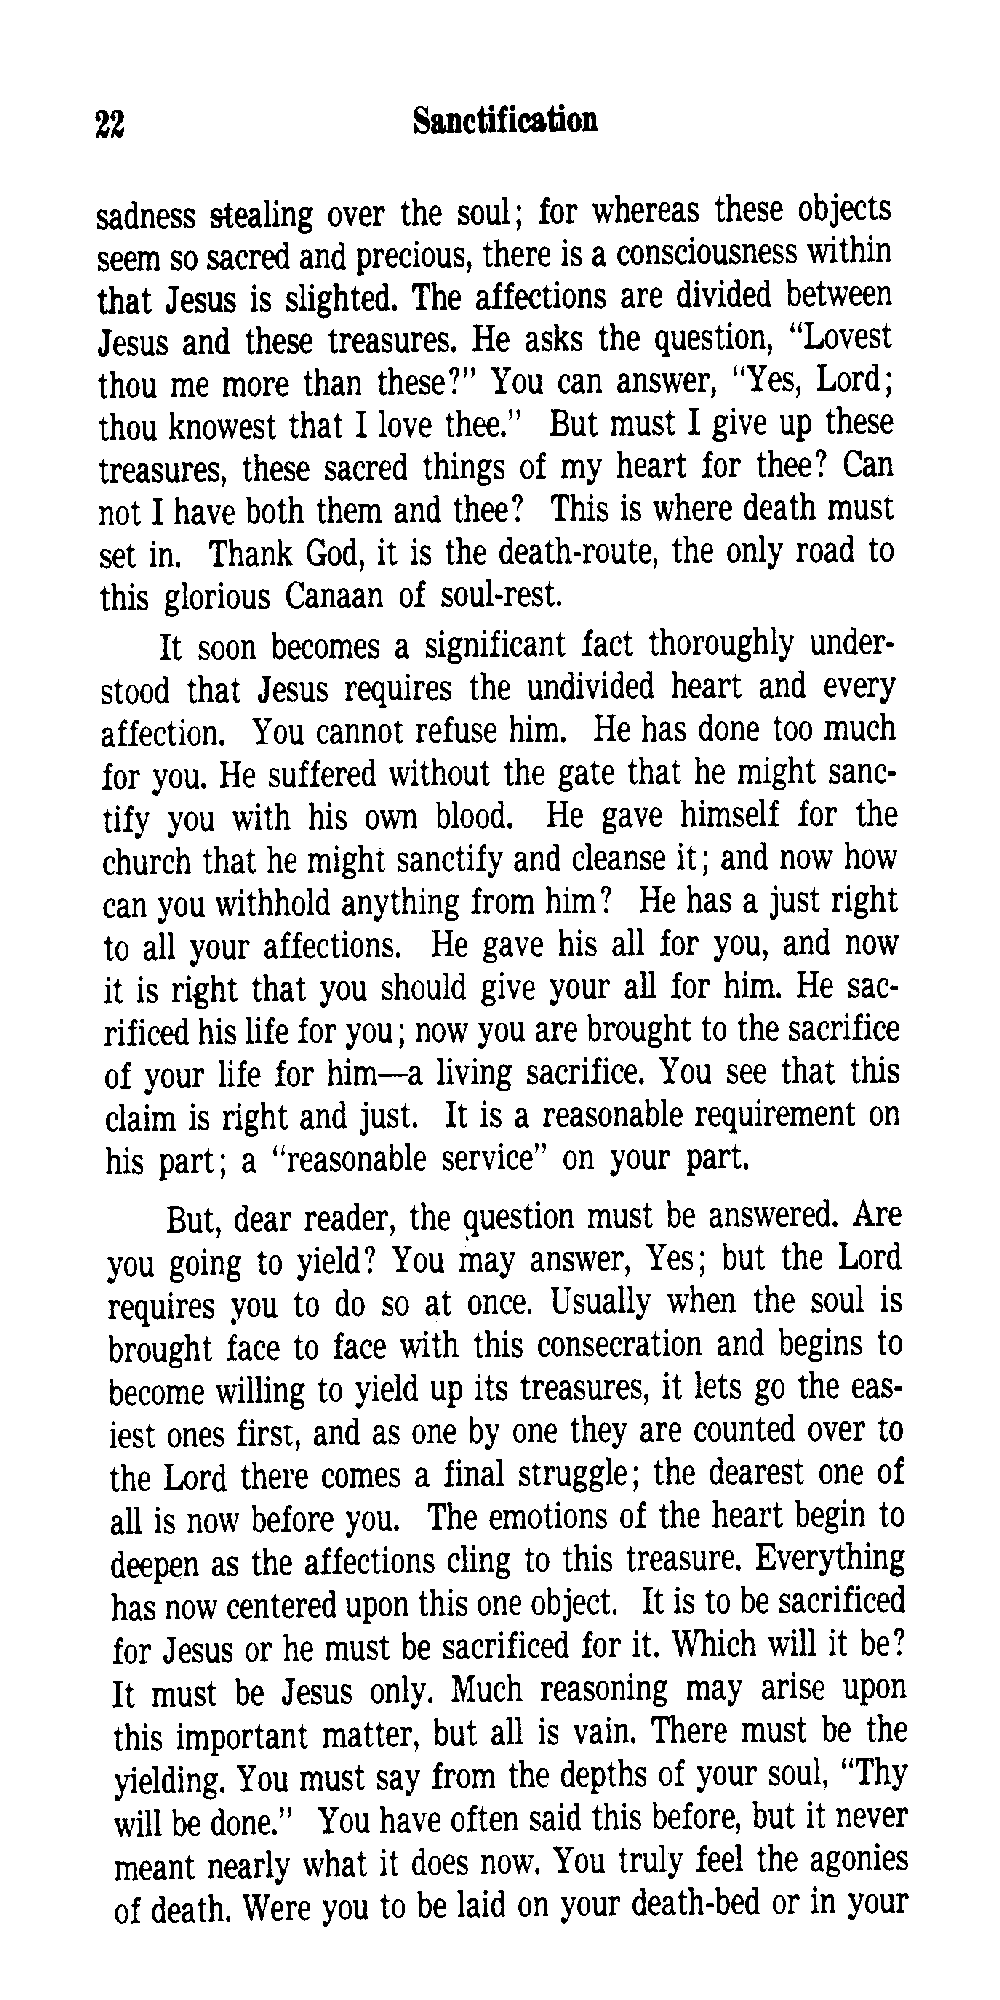 22 Sanctification
sadness stealing over the soul; for whereas these objects
seem so sacred and precious, there is a consciousness within
that Jesus is slighted. The affections are divided between
Jesus and these treasures. He asks the question, “Lovest
thou me more than these?” You can answer, “Yes, Lord;
thou knowest that I love thee.” But must I give up these
treasures, these sacred things of my heart for thee? Can
not I have both them and thee? This is where death must
set in. Thank God, it is the death-route, the only road to
this glorious Canaan of soul-rest.
It soon becomes a significant fact thoroughly under-
stood that Jesus requires the undivided heart and every
affection. You cannot refuse him. He has done too much
for you. He suffered without the gate that he might sanc-
tify you with his own blood. He gave himself for the
church that he might sanctify and cleanse it; and now how
can you withhold anything from him? He has a just right
to all your affections. He gave his all for you, and now
it is right that you should give your all for him. He sac-
rificed his life for you; now you are brought to the sacrifice
of your life for him—a living sacrifice. You see that this
claim is right and just. It is a reasonable requirement on
his part; a “reasonable service” on your part.
But, dear reader, the question must be answered. Are
you going to yield? You may answer, Yes; but the Lord
requires you to do so at once. Usually when the soul is
brought face to face with this consecration and begins to
become willing to yield up its treasures, it lets go the eas-
iest ones first, and as one by one they are counted over to
the Lord there comes a final struggle; the dearest one of
all is now before you. The emotions of the heart begin to
deepen as the affections cling to this treasure. Everything
has now centered upon this one object. It is to be sacrificed
for Jesus or he must be sacrificed for it. Which will it be?
It must be Jesus only. Much reasoning may arise upon
this important matter, but all is vain. There must be the
yielding. You must say from the depths of your soul, “Thy
will be done.” You have often said this before, but it never
meant nearly what it does now. You truly feel the agonies
of death. Were you to be laid on your death-bed or in your